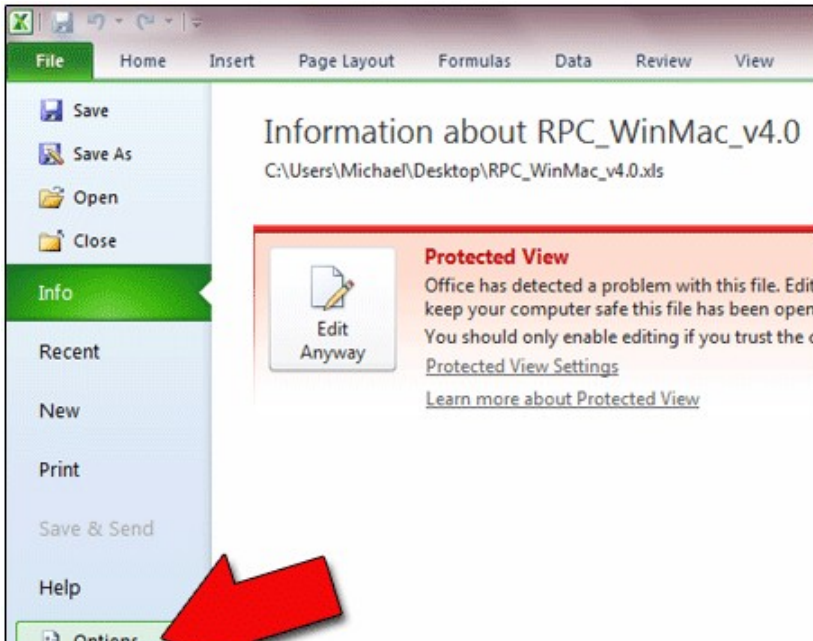 File Home Insert Page Layout Formulas Data Review View
Save
Save As
Open
Close
Info
Recent
New
Print
Save & Send
Help
Options
Information about RPC_WinMac_v4.0
C:\Users\Michael\Desktop\RPC_WinMac_v4.0.xls
Edit
Anyway
Protected View
Office has detected a problem with this file. Edit
keep your computer safe this file has been open
You should only enable editing if you trust the
Protected View Settings
Learn more about Protected View